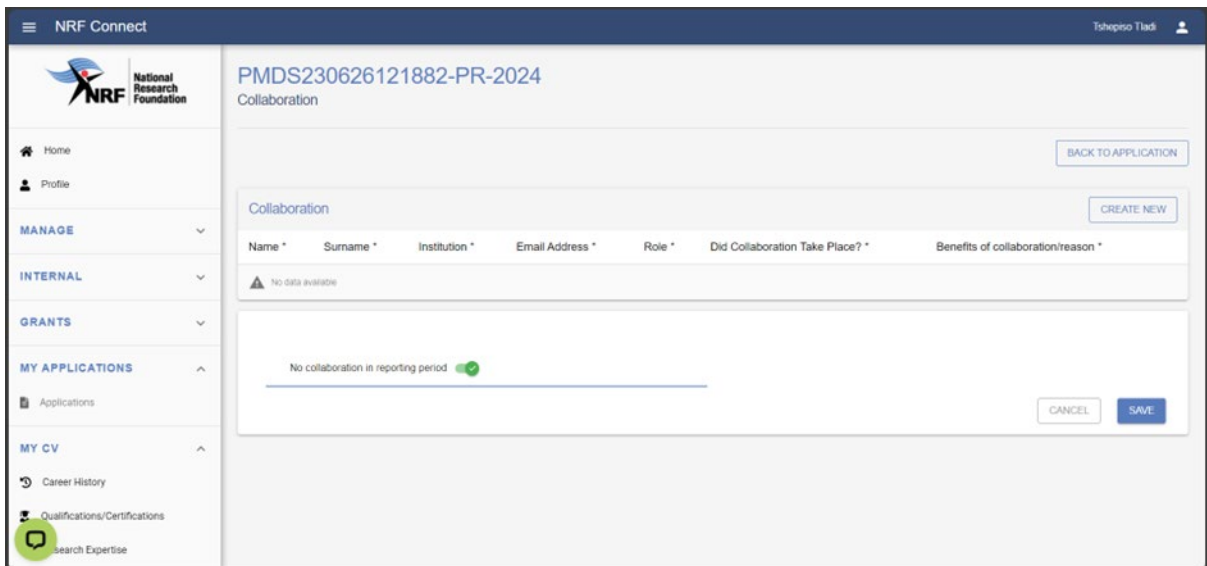 NRF Connect
Tshepiso Tladi
NRF
National
Research
Foundation
Home
Profile
MANAGE
INTERNAL
GRANTS
MY APPLICATIONS
Applications
MY CV
Career History
Qualifications/Certifications
search Expertise
PMDS230626121882-PR-2024
Collaboration
BACK TO APPLICATION
Collaboration
CREATE NEW
Name * Surname * Institution * Email Address * Role * Did Collaboration Take Place? * Benefits of collaboration/reason *
No data available
No collaboration in reporting period
CANCEL SAVE